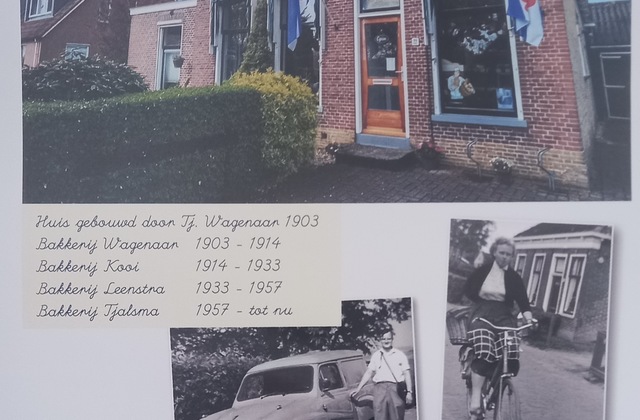 Huis gebouwd door Tj. Wagenaar 1903
Bakkerij Wagenaar 1903 - 1914
Bakkerij Kooi 1914 - 1933
Bakkerij Leenstra 1933 - 1957
Bakkerij Tjalsma 1957 - tot nu